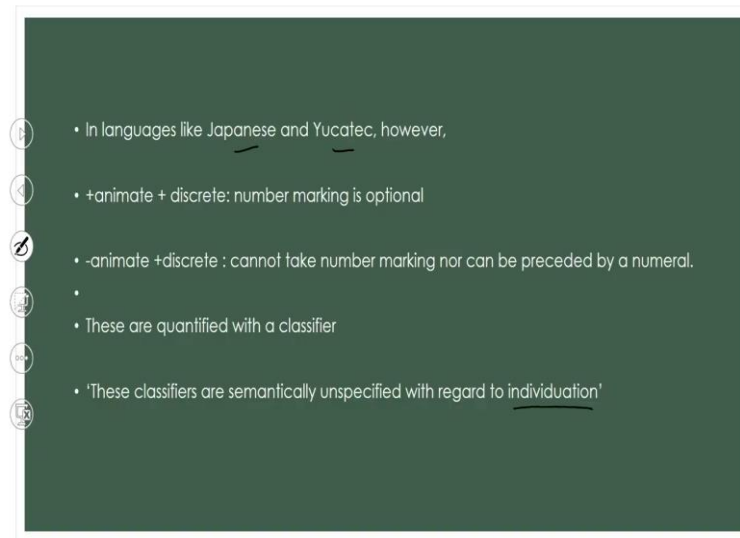 • In languages like Japanese and Yucatec, however,
• +animate + discrete: number marking is optional
• -animate +discrete : cannot take number marking nor can be preceded by a numeral.
•
• These are quantified with a classifier
• 'These classifiers are semantically unspecified with regard to individuation'